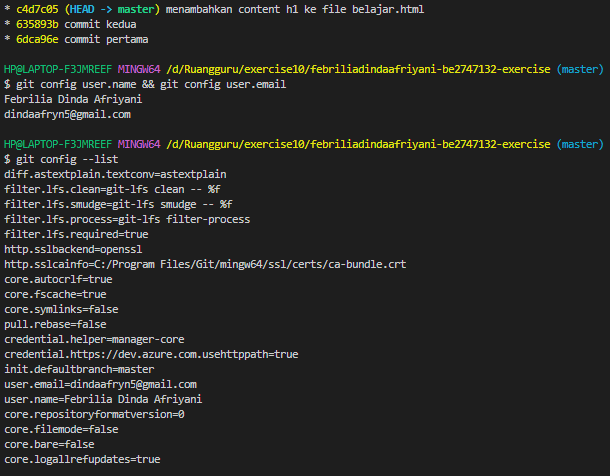 * c4d7c05 (HEAD -> master) menambahkan content h1 ke file belajar.html
* 635893b commit kedua
* 6dca96e commit pertama
HP@LAPTOP-F3JMREEF MINGW64 /d/Ruangguru/exercise10/febriliadindaafriyani-be2747132-exercise (master)
$ git config user.name && git config user.email
Febrilia Dinda Afriyani
dindaafryn5@gmail.com
HP@LAPTOP-F3JMREEF MINGW64 /d/Ruangguru/exercise10/febriliadindaafriyani-be2747132-exercise (master)
$ git config --list
diff.astextplain.textconv=astextplain
filter.lfs.clean=git-lfs clean -- %f
filter.lfs.smudge=git-lfs smudge -- %f
filter.lfs.process=git-lfs filter-process
filter.lfs.required=true
http.sslbackend=openssl
http.sslcainfo=C:/Program Files/Git/mingw64/ssl/certs/ca-bundle.crt
core.autocrlf=true
core.fscache=true
core.symlinks=false
pull.rebase=false
credential.helper=manager-core
credential.https://dev.azure.com.usehttppath=true
init.defaultbranch=master
user.email=dindaafryn5@gmail.com
user.name=Febrilia Dinda Afriyani
core.repositoryformatversion=0
core.filemode=false
core.bare=false
core.logallrefupdates=true